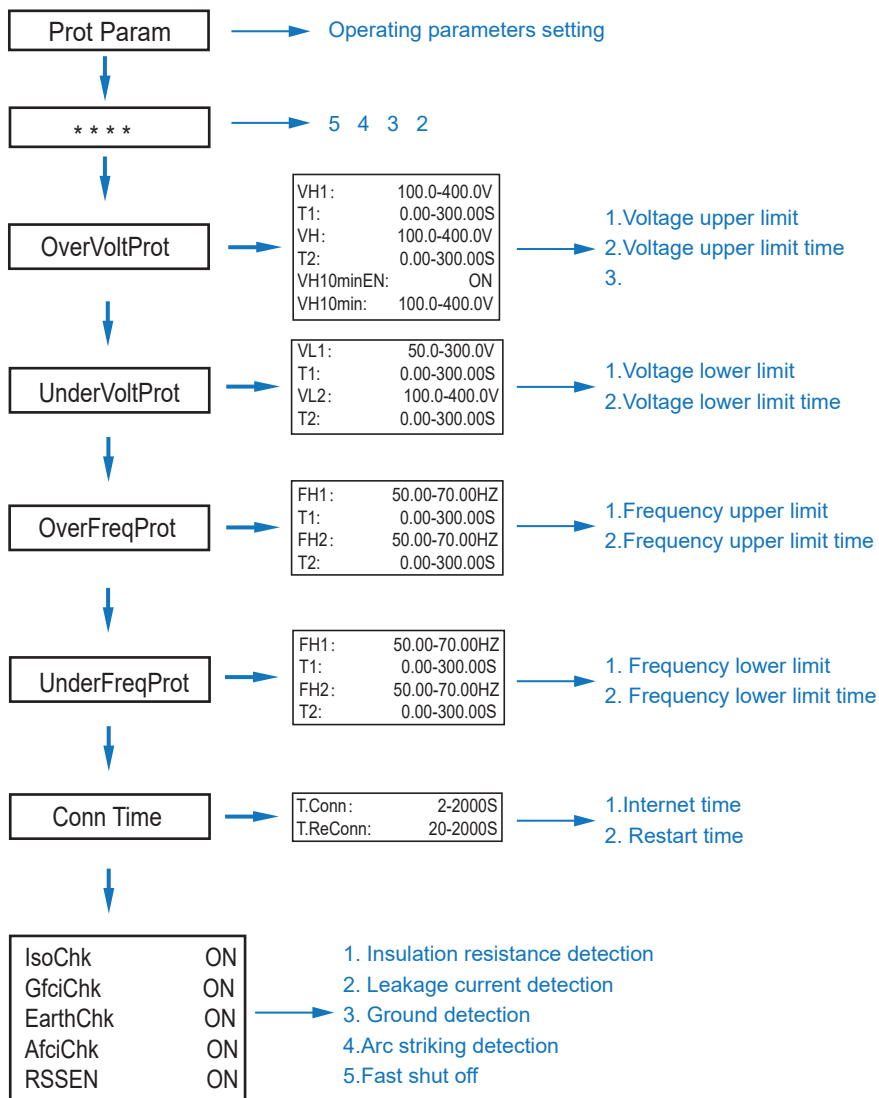 Prot Param
Operating parameters setting
* * * *
5 4 3 2
OverVoltProt
VH1: 100.0-400.0V
T1: 0.00-300.00S
VH: 100.0-400.0V
T2: 0.00-300.00S
VH10minEN: ON
VH10min: 100.0-400.0V
1.Voltage upper limit
2.Voltage upper limit time
3.
UnderVoltProt
VL1: 50.0-300.0V
T1: 0.00-300.00S
VL2: 100.0-400.0V
T2: 0.00-300.00S
1.Voltage lower limit
2.Voltage lower limit time
OverFreqProt
FH1: 50.00-70.00HZ
T1: 0.00-300.00S
FH2: 50.00-70.00HZ
T2: 0.00-300.00S
1.Frequency upper limit
2.Frequency upper limit time
UnderFreqProt
FH1: 50.00-70.00HZ
T1: 0.00-300.00S
FH2: 50.00-70.00HZ
T2: 0.00-300.00S
1. Frequency lower limit
2. Frequency lower limit time
Conn Time
T.Conn: 2-2000S
T.ReConn: 20-2000S
1.Internet time
2. Restart time
IsoChk ON
GfciChk ON
EarthChk ON
AfciChk ON
RSSEN ON
1. Insulation resistance detection
2. Leakage current detection
3. Ground detection
4.Arc striking detection
5.Fast shut off